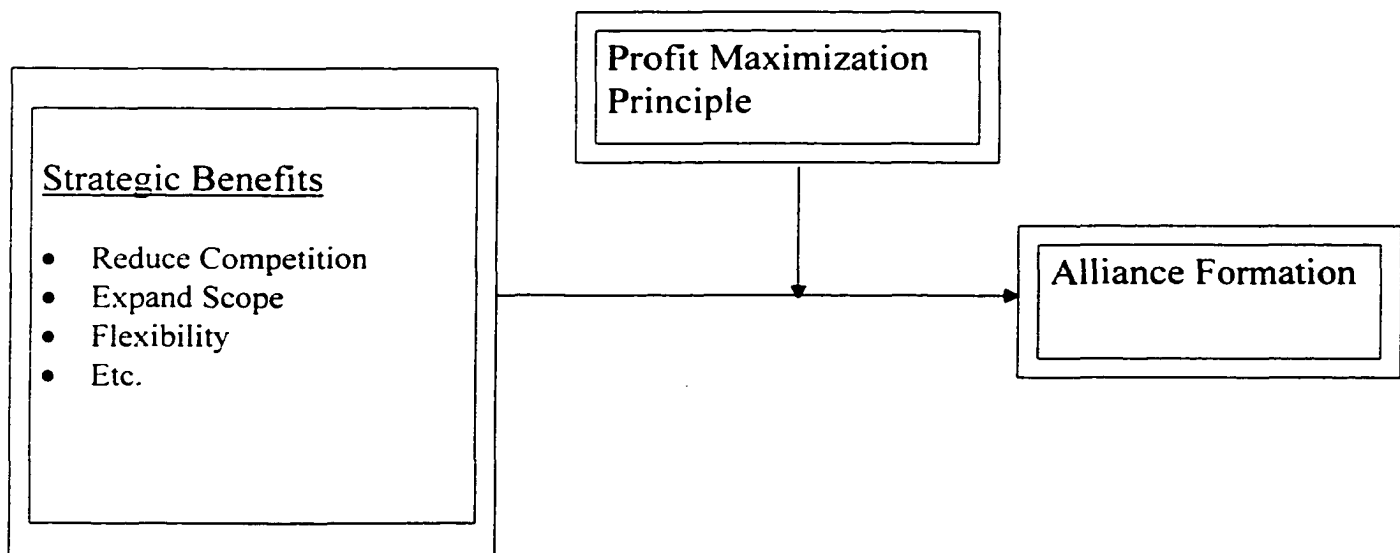 Profit Maximization
Principle
Strategic Benefits
• Reduce Competition
• Expand Scope
• Flexibility
• Etc.
Alliance Formation